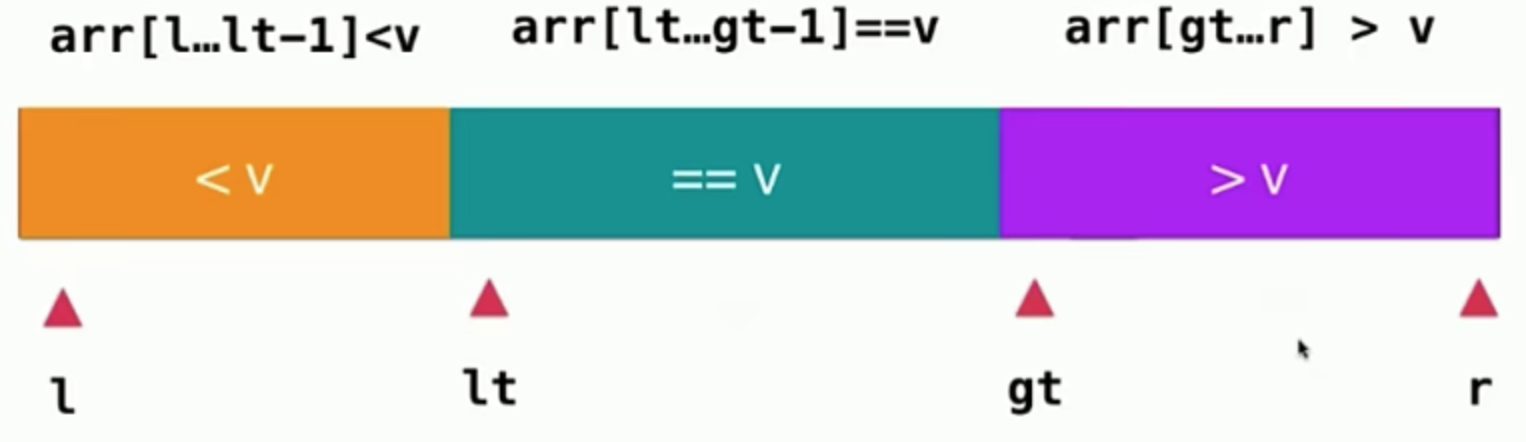 arr[l…lt-1]<v arr[lt…gt-1]==v arr[gt…r] > v
< v == v > v
l lt gt r